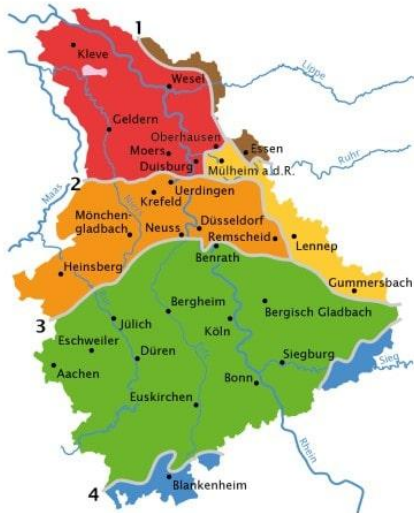 1
Kleve
Wesel
Lippe
Geldern
Oberhausen
Essen
Moers
Duisburg
Mülheim a.d.R.
Ruhr
Maas
2
Uerdingen
Krefeld
Mönchen-
gladbach
Düsseldorf
Neuss
Remscheid
Lennep
Benrath
Heinsberg
Gummersbach
3
Bergheim
Bergisch Gladbach
Jülich
Köln
Eschweiler
Düren
Siegburg
Sieg
Aachen
Bonn
Euskirchen
Rhein
Blankenheim
4